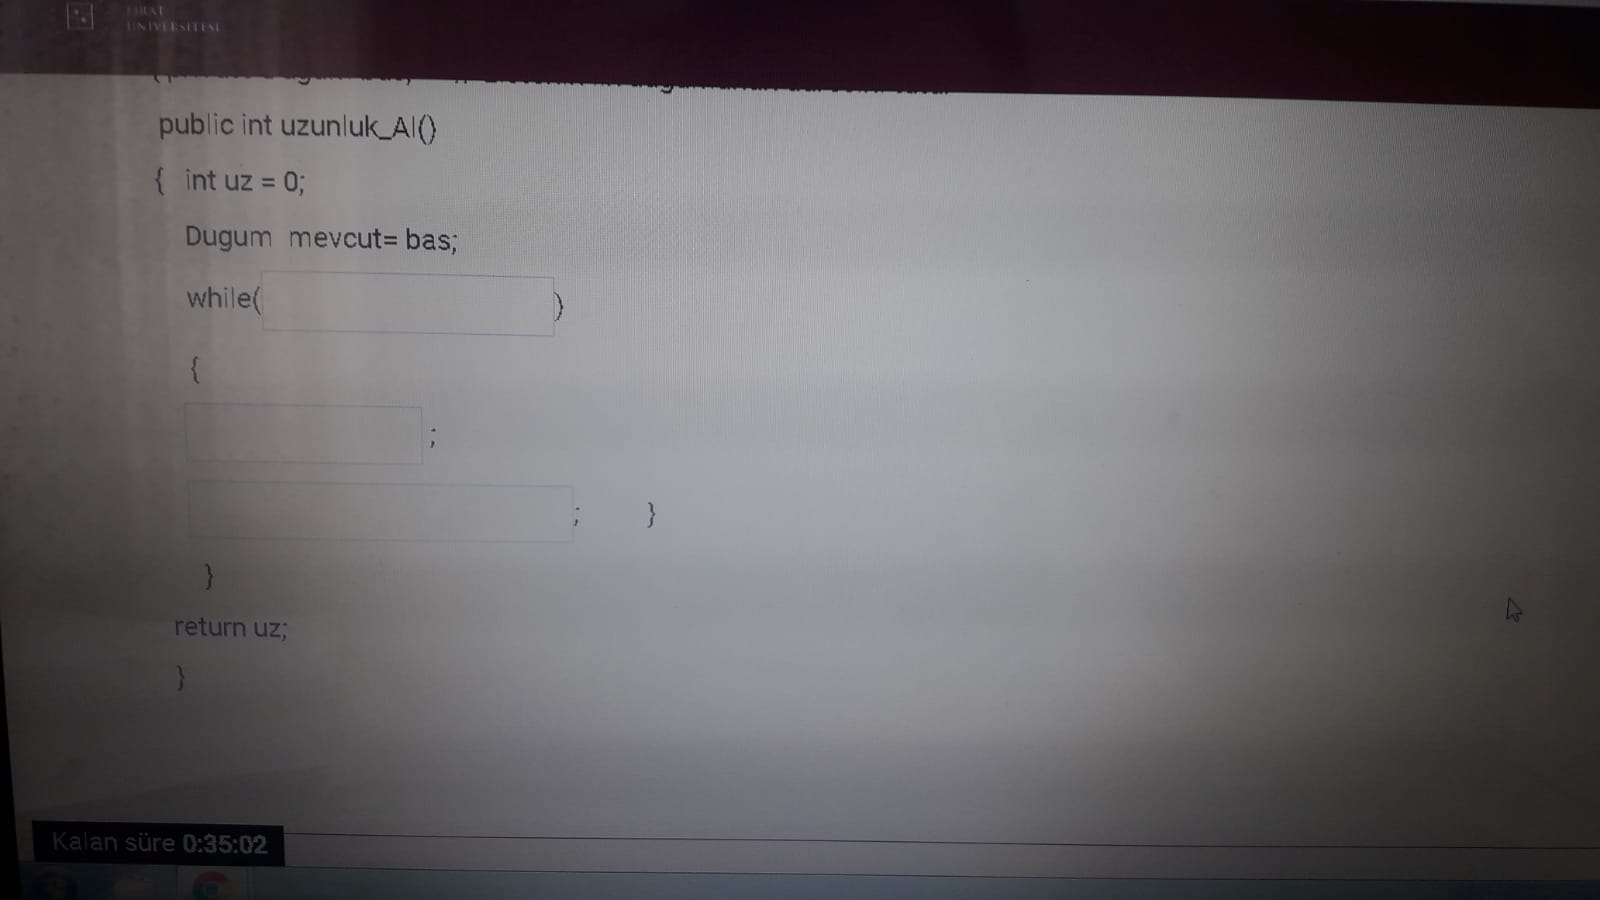 FIRAT
ÜNİVERSİTESİ
public int uzunluk_Al()
{ int uz = 0;
Dugum mevcut= bas;
while( )
{
;
; }
}
return uz;
}
Kalan süre 0:35:02